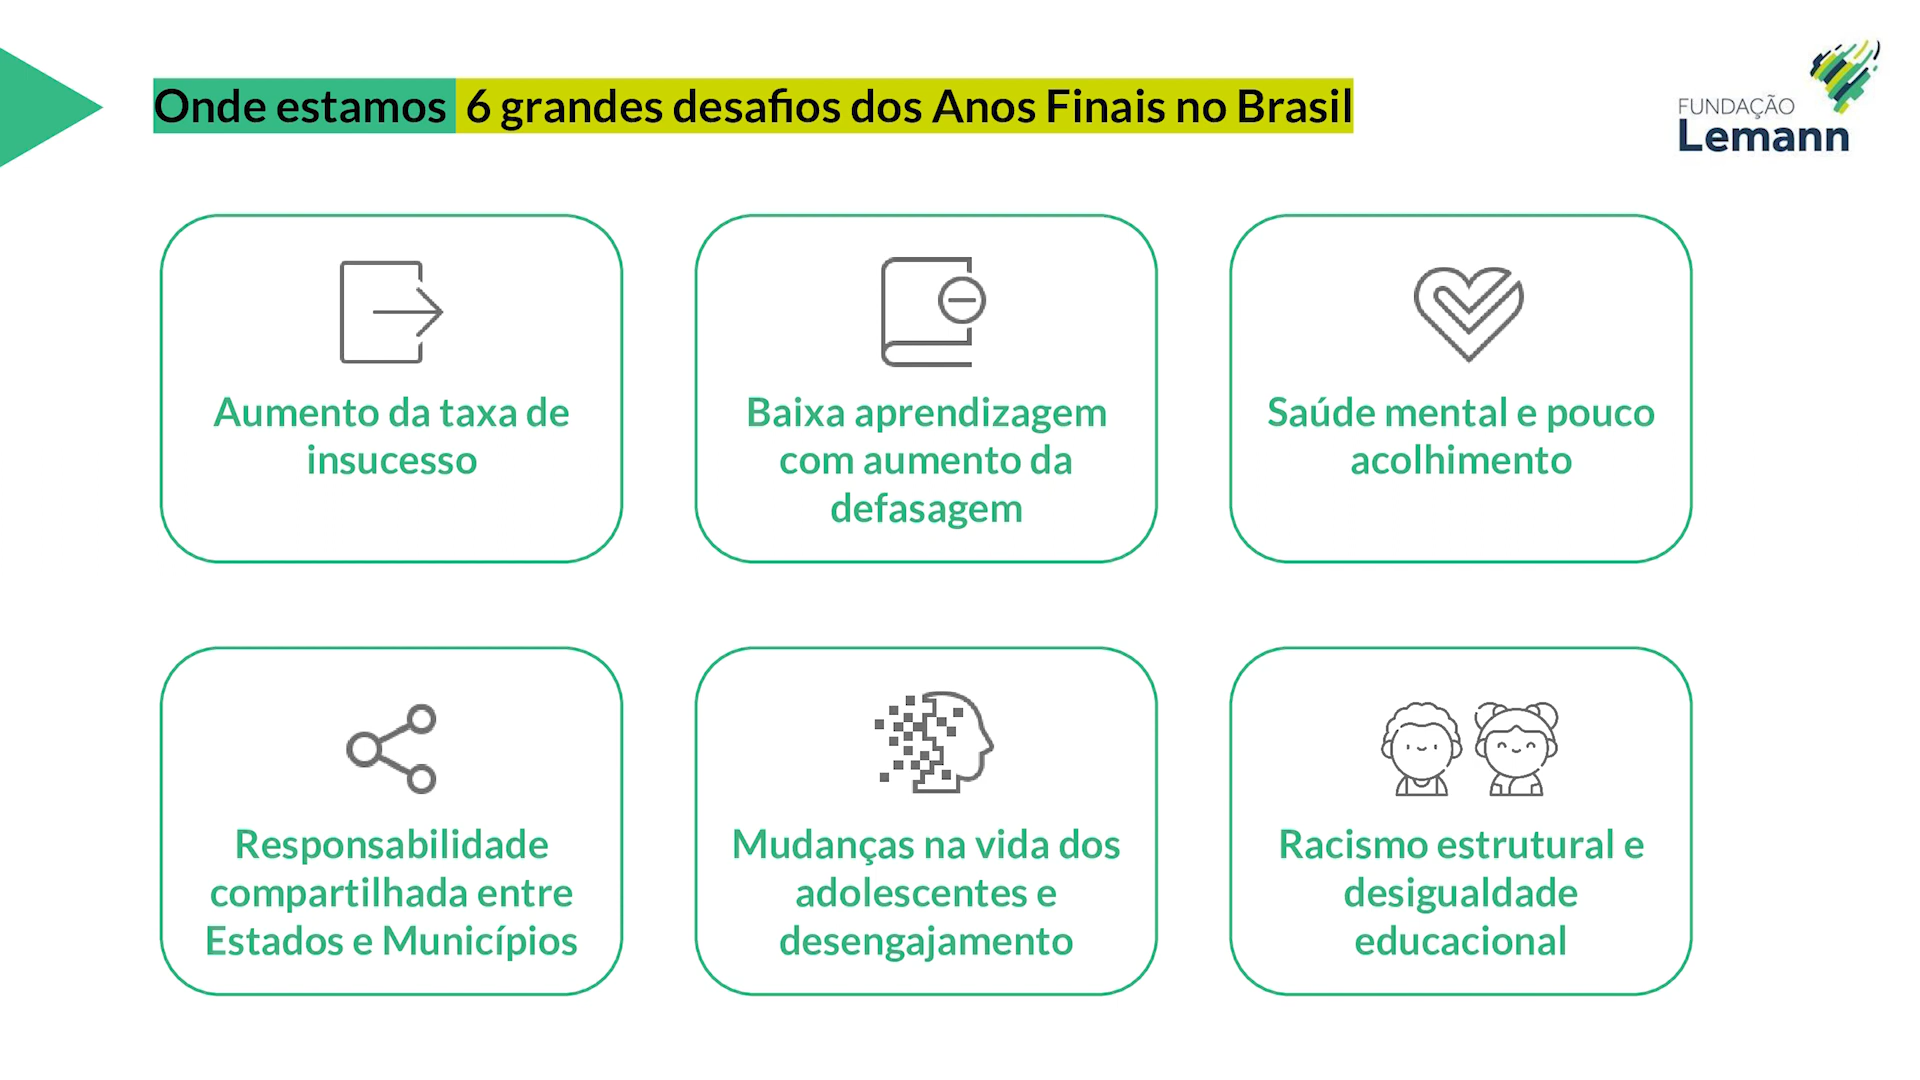 Onde estamos 6 grandes desafios dos Anos Finais no Brasil
FUNDAÇÃO
Lemann
Aumento da taxa de
insucesso
Baixa aprendizagem
com aumento da
defasagem
Saúde mental e pouco
acolhimento
Responsabilidade
compartilhada entre
Estados e Municípios
Mudanças na vida dos
adolescentes e
desengajamento
Racismo estrutural e
desigualdade
educacional